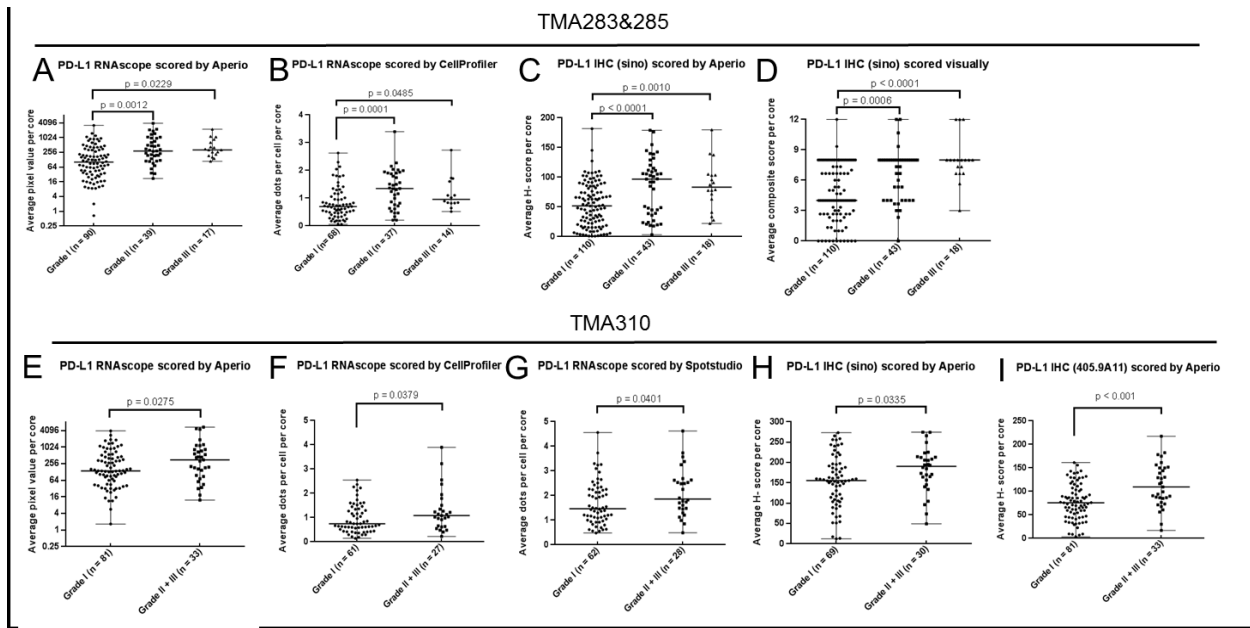 TMA283&285
A PD-L1 RNAscope scored by Aperio
p = 0.0229
p = 0.0012
Average pixel value per core
4096
1024
256
64
16
4
1
0.25
Grade I (n = 90)
Grade II (n = 39)
Grade III (n = 17)
B PD-L1 RNAscope scored by CellProfiler
p = 0.0485
p = 0.0001
Average dots per cell per core
4
3
2
1
0
Grade I (n= 68)
Grade II (n = 37)
Grade III (n = 14)
C PD-L1 IHC (sino) scored by Aperio
p = 0.0010
p < 0.0001
Average H- score per core
200
150
100
50
0
Grade I (n = 110)
Grade II (n = 43)
Grade III (n = 18)
D PD-L1 IHC (sino) scored visually
p < 0.0001
p = 0.0006
Average composite score per core
12
9
6
3
0
Grade I (n = 110)
Grade II (n = 43)
Grade III (n = 18)
TMA310
E PD-L1 RNAscope scored by Aperio
p = 0.0275
Average pixel value per core
4096
1024
256
64
16
4
1
0.25
Grade I (n = 81)
Grade II + III (n = 33)
F PD-L1 RNAscope scored by CellProfiler
p = 0.0379
Average dots per cell per core
5
4
3
2
1
0
Grade I (n = 61)
Grade II + III (n = 27)
G PD-L1 RNAscope scored by Spotstudio
p = 0.0401
Average dots per cell per core
5
4
3
2
1
0
Grade I (n = 62)
Grade II + III (n = 28)
H PD-L1 IHC (sino) scored by Aperio
p = 0.0335
Average H- score per core
300
250
200
150
100
50
0
Grade I (n = 69)
Grade II + III (n = 30)
I PD-L1 IHC (405.9A11) scored by Aperio
p < 0.001
Average H- score per core
250
200
150
100
50
0
Grade I (n = 81)
Grade II + III (n = 33)